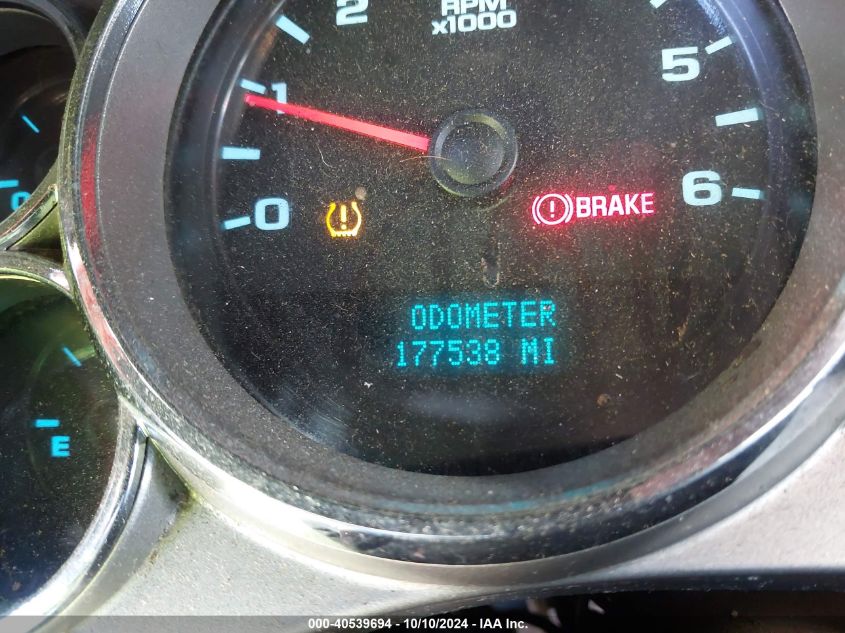 2
RPM
x1000
5
1
6
0
BRAKE
ODOMETER
177538 MI
E
000-40539694 - 10/10/2024 - IAA Inc.